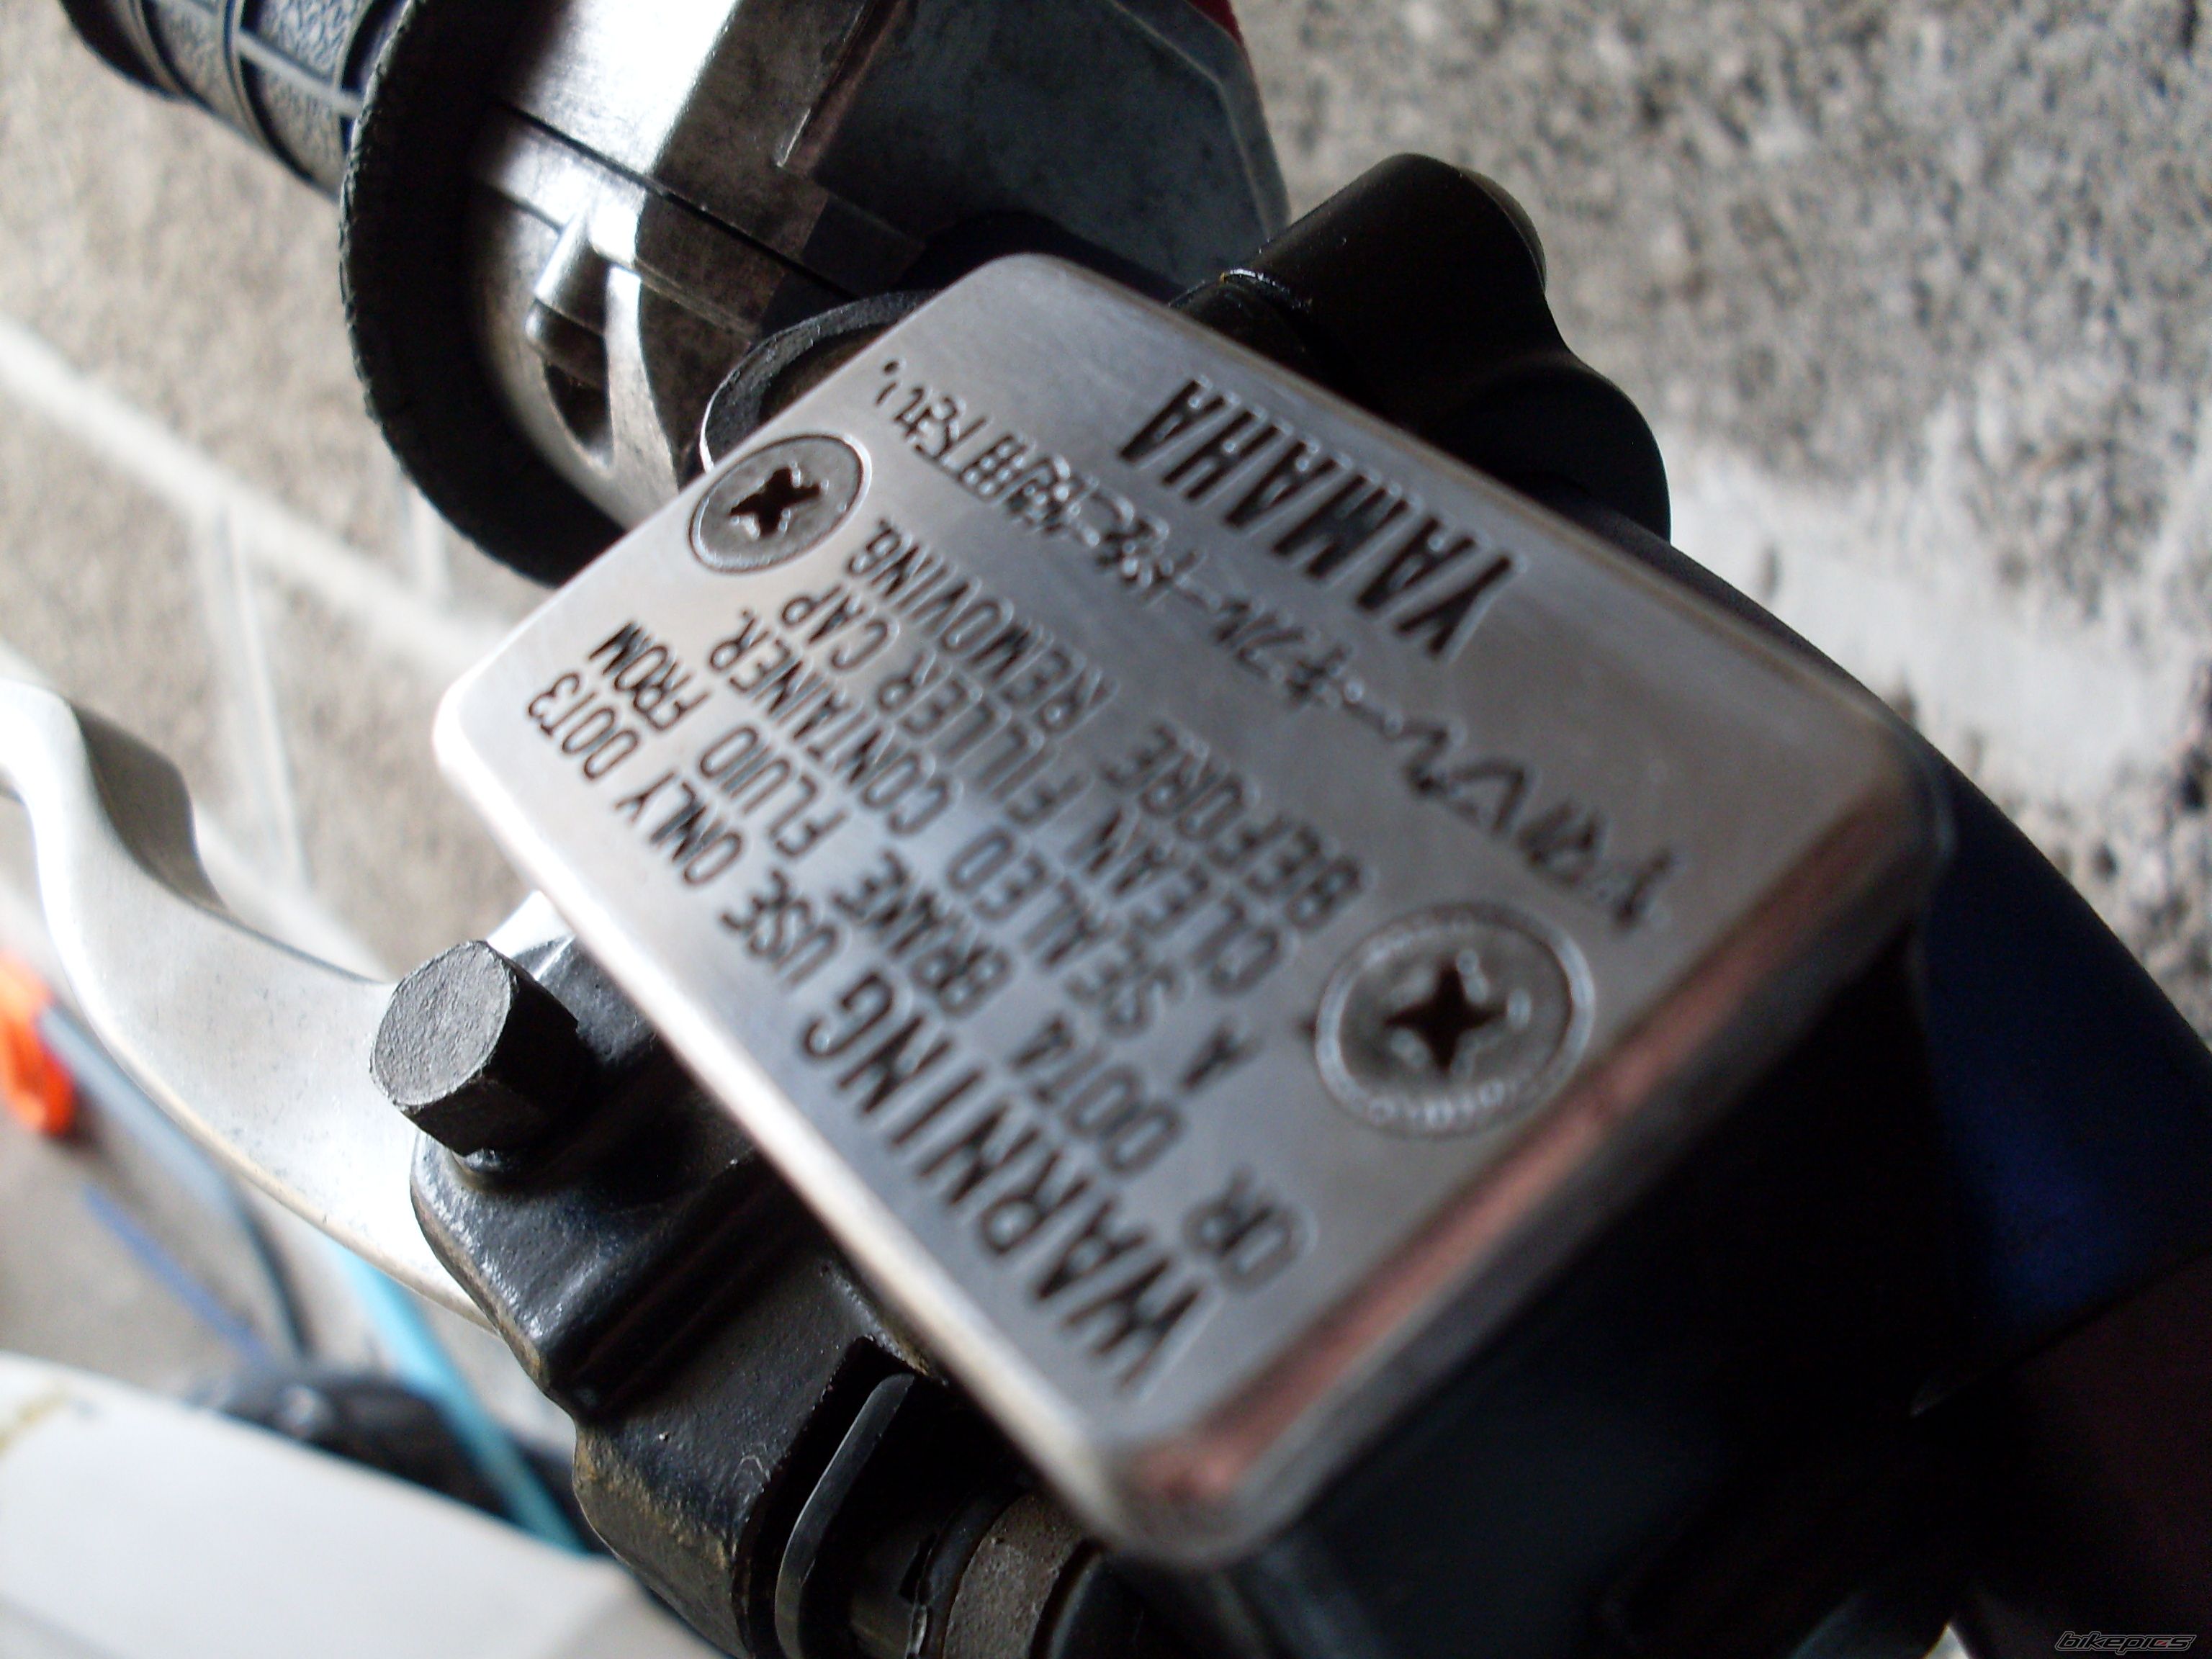 WARNING USE ONLY DOT3
OR DOT4 BRAKE FLUID FROM
A SEALED CONTAINER.
CLEAN FILLER CAP
BEFORE REMOVING.
YAMAHA
bikepics